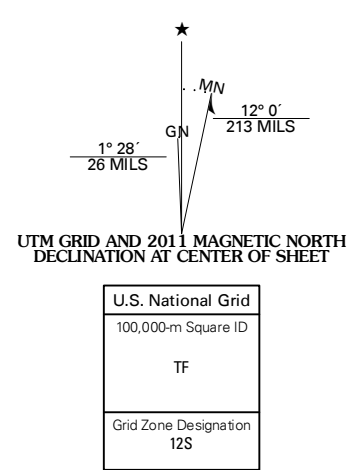 ★
MN
GN
12° 0´
213 MILS
1° 28´
26 MILS
UTM GRID AND 2011 MAGNETIC NORTH
DECLINATION AT CENTER OF SHEET
U.S. National Grid
100,000-m Square ID
TF
Grid Zone Designation
12S